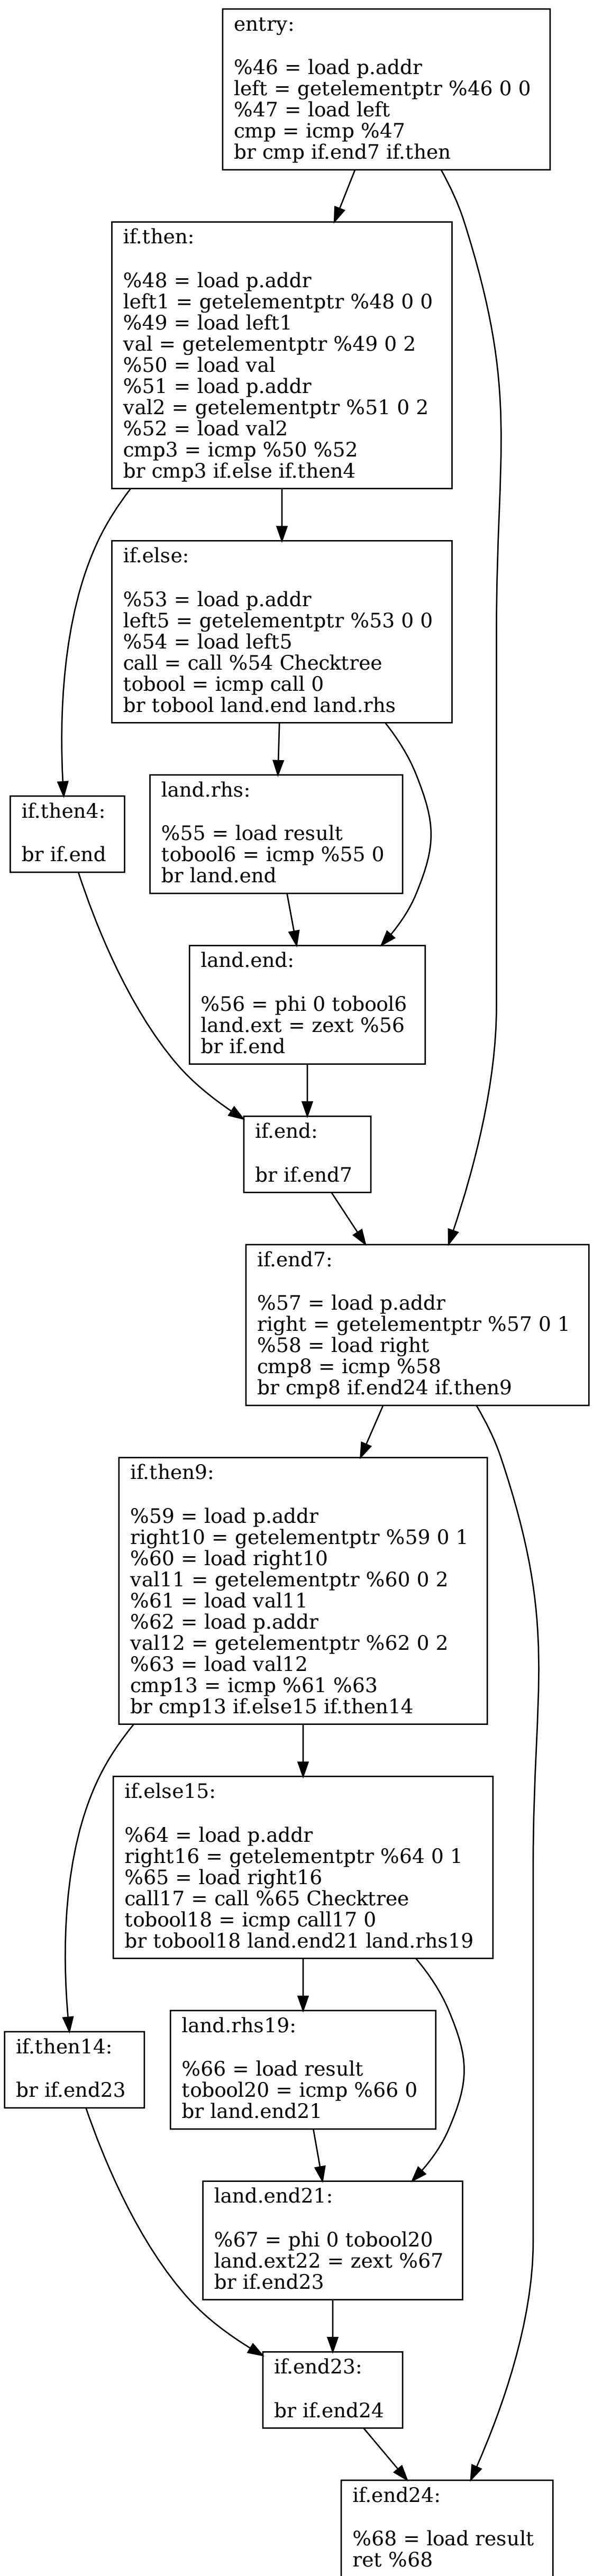 entry:
%46 = load p.addr
left = getelementptr %46 0 0
%47 = load left
cmp = icmp %47
br cmp if.end7 if.then
if.then:
%48 = load p.addr
left1 = getelementptr %48 0 0
%49 = load left1
val = getelementptr %49 0 2
%50 = load val
%51 = load p.addr
val2 = getelementptr %51 0 2
%52 = load val2
cmp3 = icmp %50 %52
br cmp3 if.else if.then4
if.else:
%53 = load p.addr
left5 = getelementptr %53 0 0
%54 = load left5
call = call %54 Checktree
tobool = icmp call 0
br tobool land.end land.rhs
land.rhs:
%55 = load result
tobool6 = icmp %55 0
br land.end
if.then4:
br if.end
land.end:
%56 = phi 0 tobool6
land.ext = zext %56
br if.end
if.end:
br if.end7
if.end7:
%57 = load p.addr
right = getelementptr %57 0 1
%58 = load right
cmp8 = icmp %58
br cmp8 if.end24 if.then9
if.then9:
%59 = load p.addr
right10 = getelementptr %59 0 1
%60 = load right10
val11 = getelementptr %60 0 2
%61 = load val11
%62 = load p.addr
val12 = getelementptr %62 0 2
%63 = load val12
cmp13 = icmp %61 %63
br cmp13 if.else15 if.then14
if.else15:
%64 = load p.addr
right16 = getelementptr %64 0 1
%65 = load right16
call17 = call %65 Checktree
tobool18 = icmp call17 0
br tobool18 land.end21 land.rhs19
land.rhs19:
%66 = load result
tobool20 = icmp %66 0
br land.end21
if.then14:
br if.end23
land.end21:
%67 = phi 0 tobool20
land.ext22 = zext %67
br if.end23
if.end23:
br if.end24
if.end24:
%68 = load result
ret %68